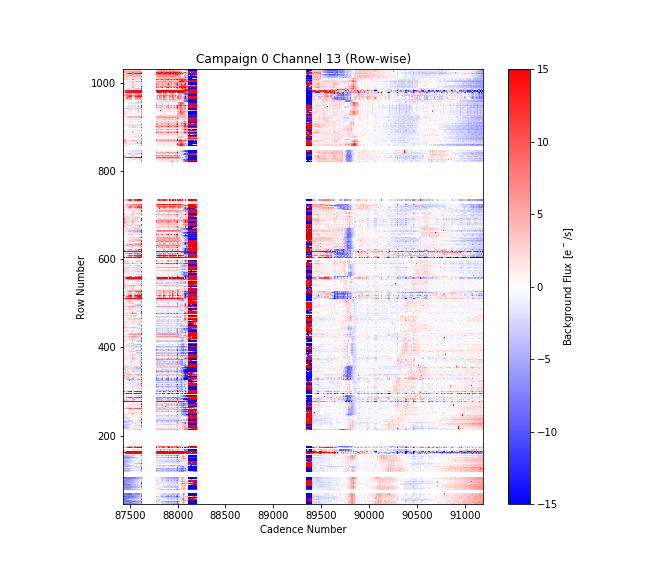 Campaign 0 Channel 13 (Row-wise)
1000
800
600
400
200
Row Number
87500 88000 88500 89000 89500 90000 90500 91000
Cadence Number
15
10
5
0
−5
−10
−15
Background Flux [e⁻/s]